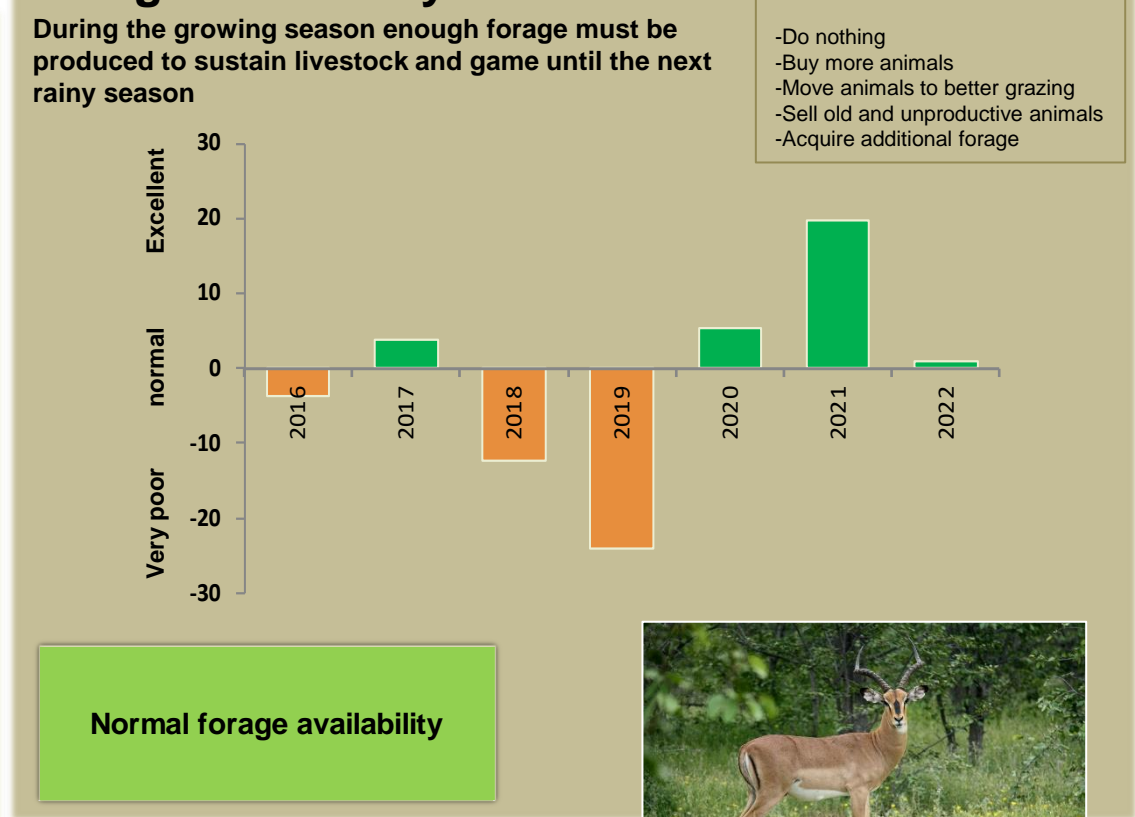 During the growing season enough forage must be
produced to sustain livestock and game until the next
rainy season
-Do nothing
-Buy more animals
-Move animals to better grazing
-Sell old and unproductive animals
-Acquire additional forage
30
20
10
0
-10
-20
-30
Excellent
normal
Very poor
2016
2017
2018
2019
2020
2021
2022
Normal forage availability